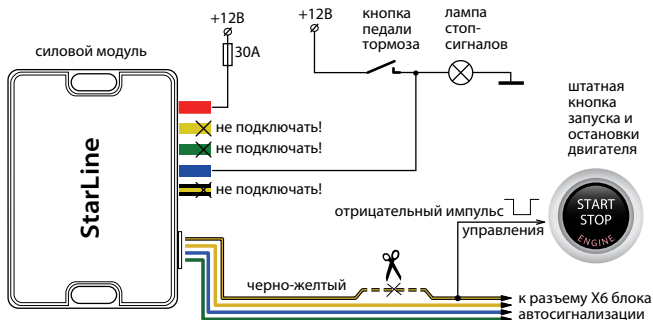 +12В
+12В
кнопка
педали
тормоза
лампа
стоп-
сигналов
силовой модуль
30А
не подключать!
не подключать!
не подключать!
StarLine
штатная
кнопка
запуска и
остановки
двигателя
START
STOP
ENGINE
отрицательный импульс
управления
черно-желтый
к разъему Х6 блока
автосигнализации